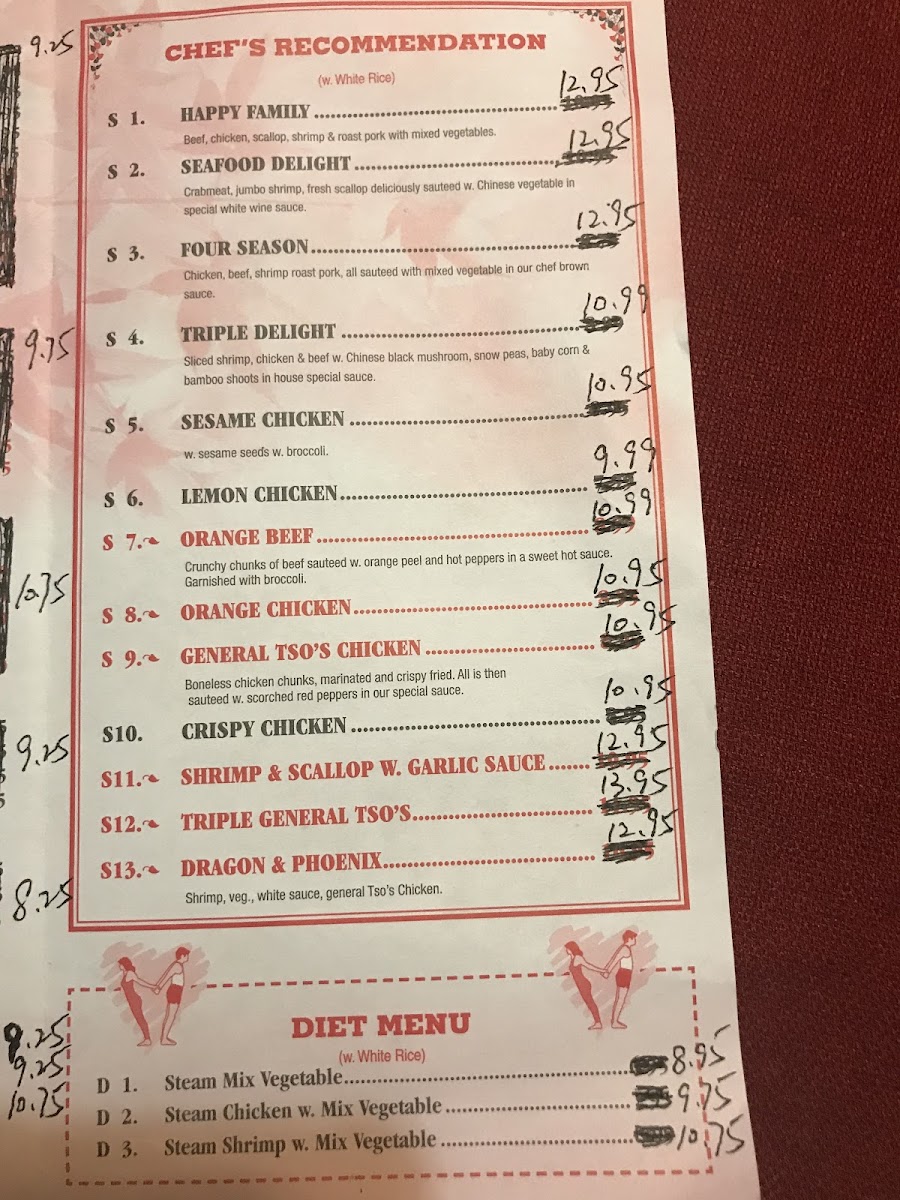 9.25
CHEF'S RECOMMENDATION
(w. White Rice)
S 1. HAPPY FAMILY 12.95
Beef, chicken, scallop, shrimp & roast pork with mixed vegetables.
S 2. SEAFOOD DELIGHT 12.95
Crabmeat, jumbo shrimp, fresh scallop deliciously sauteed w. Chinese vegetable in
special white wine sauce.
S 3. FOUR SEASON 12.95
Chicken, beef, shrimp roast pork, all sauteed with mixed vegetable in our chef brown
sauce.
9.75
S 4. TRIPLE DELIGHT 10.99
Sliced shrimp, chicken & beef w. Chinese black mushroom, snow peas, baby corn &
bamboo shoots in house special sauce.
S 5. SESAME CHICKEN 10.95
w. sesame seeds w. broccoli.
S 6. LEMON CHICKEN 9.99
S 7. ORANGE BEEF 10.99
Crunchy chunks of beef sauteed w. orange peel and hot peppers in a sweet hot sauce.
Garnished with broccoli.
10.75
S 8. ORANGE CHICKEN 10.95
S 9. GENERAL TSO'S CHICKEN 10.95
Boneless chicken chunks, marinated and crispy fried. All is then
sauteed w. scorched red peppers in our special sauce.
S10. CRISPY CHICKEN 10.95
9.25
S11. SHRIMP & SCALLOP W. GARLIC SAUCE 12.95
S12. TRIPLE GENERAL TSO'S 13.95
S13. DRAGON & PHOENIX 12.95
Shrimp, veg., white sauce, general Tso's Chicken.
8.25
DIET MENU
(w. White Rice)
9.25
9.25
10.75
D 1. Steam Mix Vegetable 8.95
D 2. Steam Chicken w. Mix Vegetable 9.75
D 3. Steam Shrimp w. Mix Vegetable 10.75